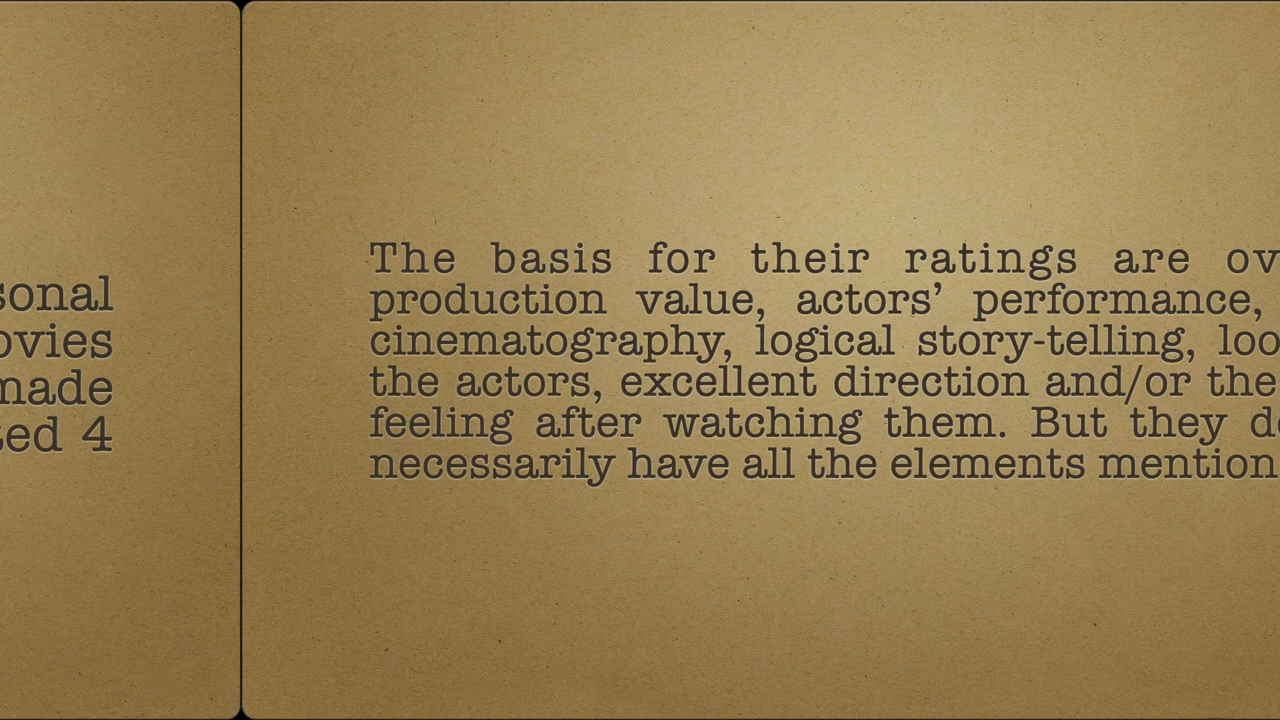 sonal
ovies
made
ted 4
The basis for their ratings are ov
production value, actors’ performance,
cinematography, logical story-telling, loo
the actors, excellent direction and/or the
feeling after watching them. But they do
necessarily have all the elements mention